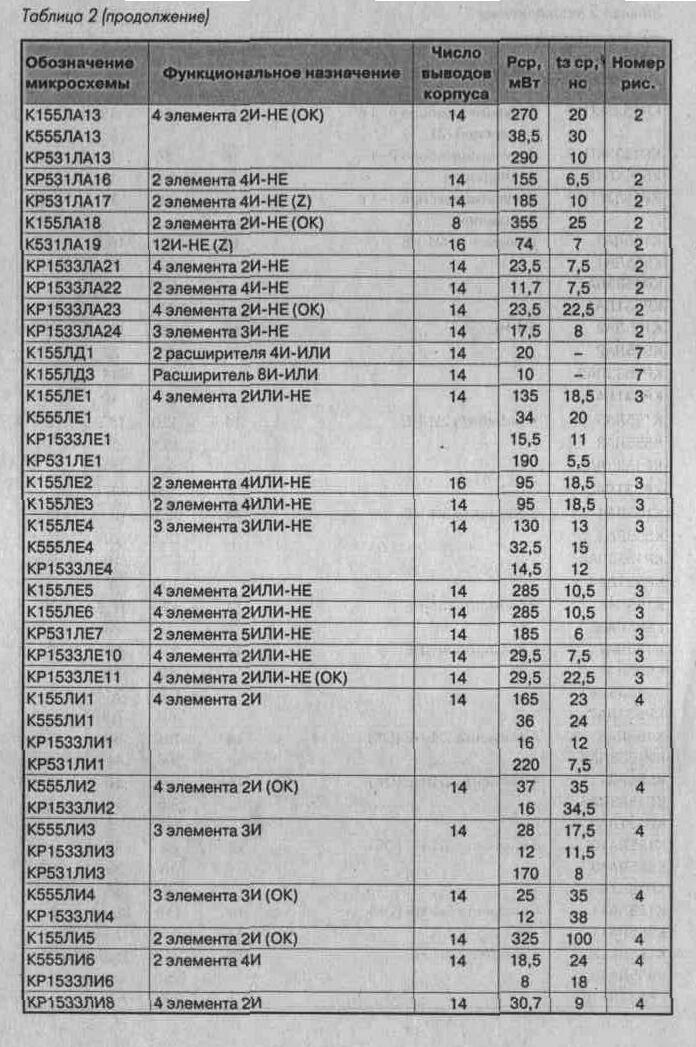 Таблица 2 (продолжение)
Обозначение микросхемы Функциональное назначение Число выводов корпуса Pср, мВт tз ср, нс Номер рис.
К155ЛА13 4 элемента 2И-НЕ (ОК) 14 270 20 2
К555ЛА13 38,5 30
КР531ЛА13 290 10
КР531ЛА16 2 элемента 4И-НЕ 14 155 6,5 2
КР531ЛА17 2 элемента 4И-НЕ (Z) 14 185 10 2
К155ЛА18 2 элемента 2И-НЕ (ОК) 8 355 25 2
К531ЛА19 12И-НЕ (Z) 16 74 7 2
КР1533ЛА21 4 элемента 2И-НЕ 14 23,5 7,5 2
КР1533ЛА22 2 элемента 4И-НЕ 14 11,7 7,5 2
КР1533ЛА23 4 элемента 2И-НЕ (ОК) 14 23,5 22,5 2
КР1533ЛА24 3 элемента 3И-НЕ 14 17,5 8 2
К155ЛД1 2 расширителя 4И-ИЛИ 14 20 – 7
К155ЛД3 Расширитель 8И-ИЛИ 14 10 – 7
К155ЛЕ1 4 элемента 2ИЛИ-НЕ 14 135 18,5 3
К555ЛЕ1 34 20
КР1533ЛЕ1 15,5 11
КР531ЛЕ1 190 5,5
К155ЛЕ2 2 элемента 4ИЛИ-НЕ 16 95 18,5 3
К155ЛЕ3 2 элемента 4ИЛИ-НЕ 14 95 18,5 3
К155ЛЕ4 3 элемента 3ИЛИ-НЕ 14 130 13 3
К555ЛЕ4 32,5 15
КР1533ЛЕ4 14,5 12
К155ЛЕ5 4 элемента 2ИЛИ-НЕ 14 285 10,5 3
К155ЛЕ6 4 элемента 2ИЛИ-НЕ 14 285 10,5 3
КР531ЛЕ7 2 элемента 5ИЛИ-НЕ 14 185 6 3
КР1533ЛЕ10 4 элемента 2ИЛИ-НЕ 14 29,5 7,5 3
КР1533ЛЕ11 4 элемента 2ИЛИ-НЕ (ОК) 14 29,5 22,5 3
К155ЛИ1 4 элемента 2И 14 165 23 4
К555ЛИ1 36 24
КР1533ЛИ1 16 12
КР531ЛИ1 220 7,5
К555ЛИ2 4 элемента 2И (ОК) 14 37 35 4
КР1533ЛИ2 16 34,5
К555ЛИ3 3 элемента 3И 14 28 17,5 4
КР1533ЛИ3 12 11,5
КР531ЛИ3 170 8
К555ЛИ4 3 элемента 3И (ОК) 14 25 35 4
КР1533ЛИ4 12 38
К155ЛИ5 2 элемента 2И (ОК) 14 325 100 4
К555ЛИ6 2 элемента 4И 14 18,5 24 4
КР1533ЛИ6 8 18
КР1533ЛИ8 4 элемента 2И 14 30,7 9 4